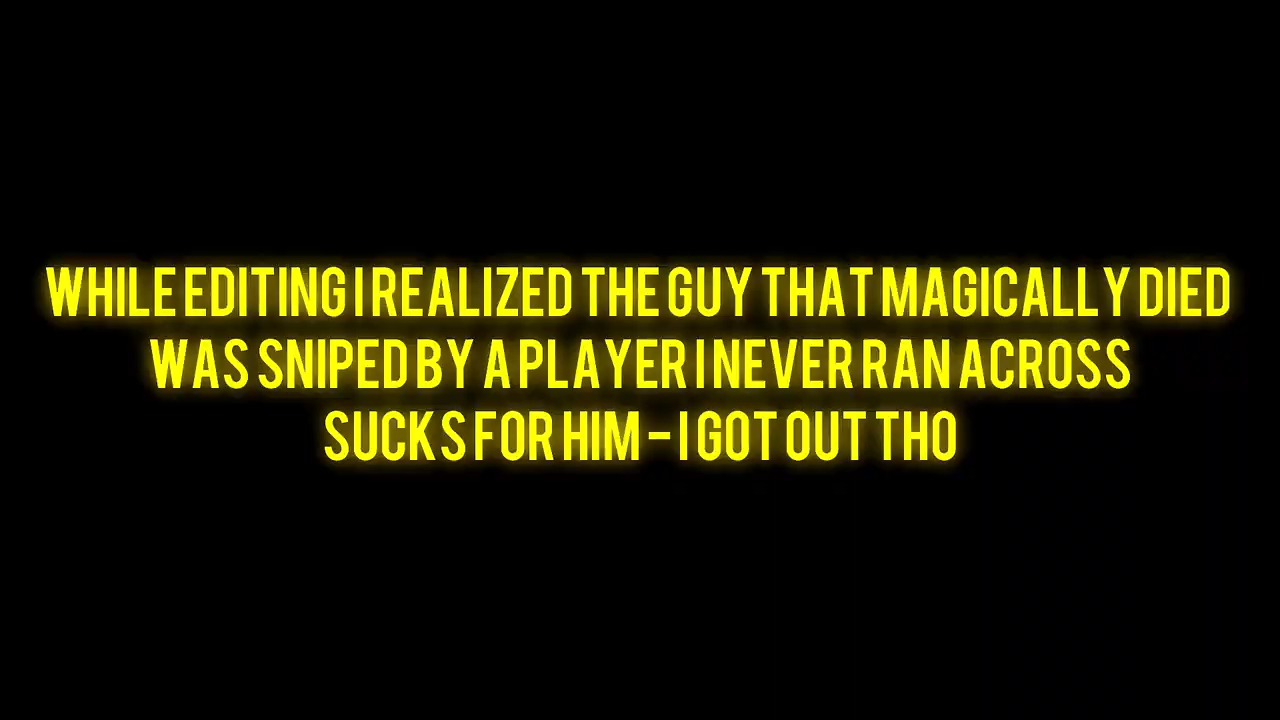 WHILE EDITING I REALIZED THE GUY THAT MAGICALLY DIED
WAS SNIPED BY A PLAYER I NEVER RAN ACROSS
SUCKS FOR HIM - I GOT OUT THO